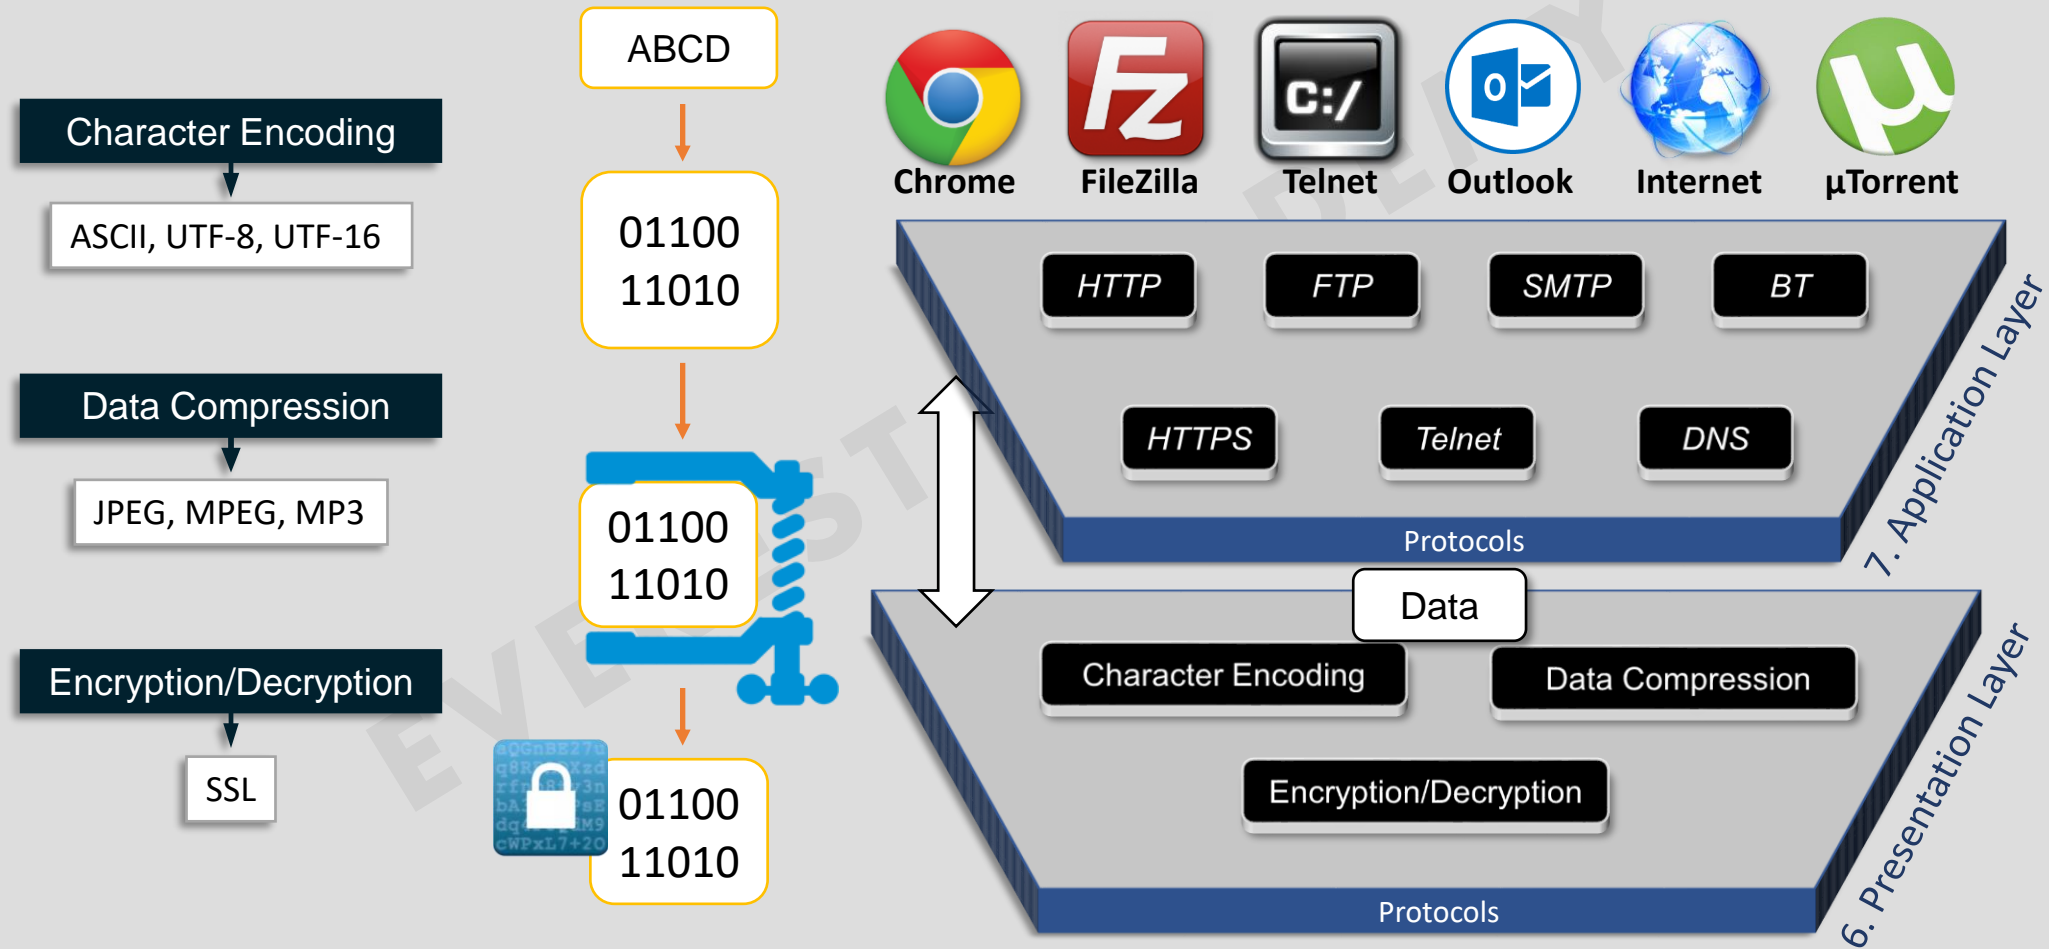 Character Encoding
ASCII, UTF-8, UTF-16
Data Compression
JPEG, MPEG, MP3
Encryption/Decryption
SSL
ABCD
01100
11010
01100
11010
01100
11010
C:/
Chrome
FileZilla
Telnet
Outlook
Internet
µTorrent
HTTP
FTP
SMTP
BT
HTTPS
Telnet
DNS
Protocols
7. Application Layer
Data
Character Encoding
Data Compression
Encryption/Decryption
Protocols
6. Presentation Layer